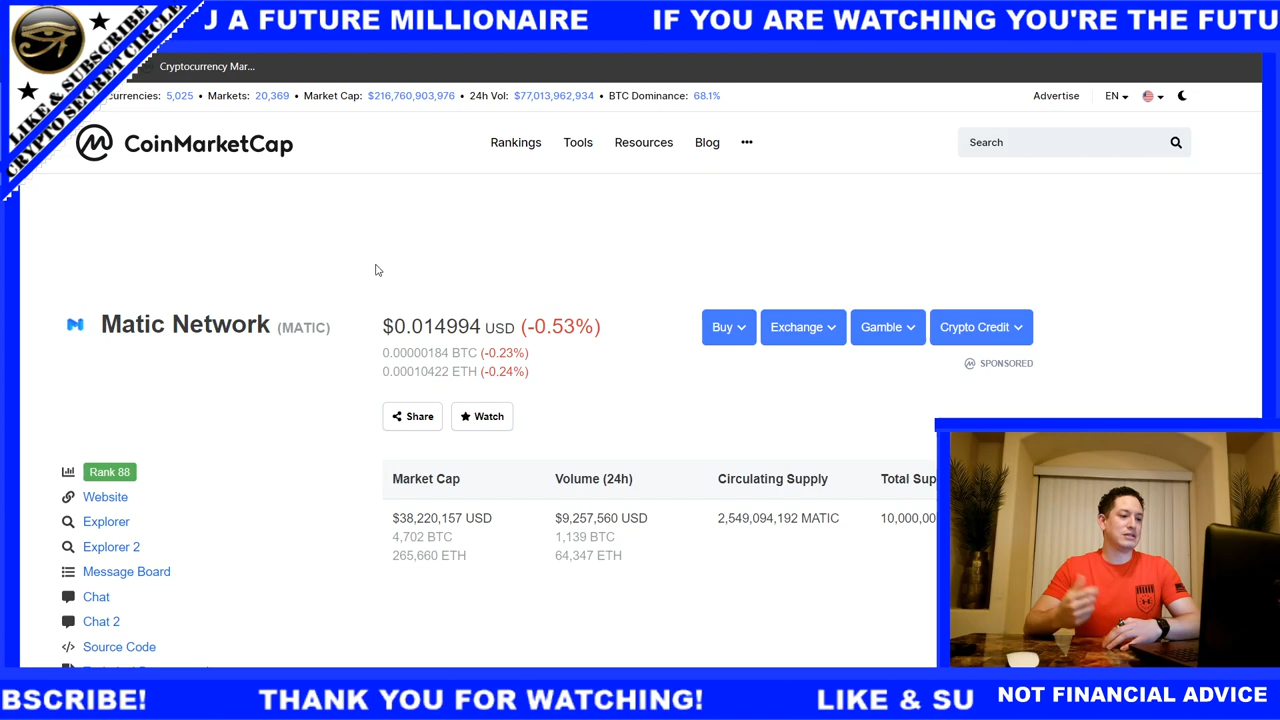 J A FUTURE MILLIONAIRE IF YOU ARE WATCHING YOU'RE THE FUTU
LIKE & SUBSCRIBE
CRYPTO SECRET CIRCLE
Cryptocurrency Mar...
urrencies: 5,025 • Markets: 20,369 • Market Cap: $216,760,903,976 • 24h Vol: $77,013,962,934 • BTC Dominance: 68.1%
Advertise EN
CoinMarketCap
Rankings Tools Resources Blog •••
Search
Matic Network (MATIC)
$0.014994 USD (-0.53%)
0.00000184 BTC (-0.23%)
0.00010422 ETH (-0.24%)
Buy Exchange Gamble Crypto Credit
SPONSORED
Share Watch
Rank 88
Website
Explorer
Explorer 2
Message Board
Chat
Chat 2
Source Code
Market Cap Volume (24h) Circulating Supply Total Sup
$38,220,157 USD $9,257,560 USD 2,549,094,192 MATIC 10,000,00
4,702 BTC 1,139 BTC
265,660 ETH 64,347 ETH
BSCRIBE! THANK YOU FOR WATCHING! LIKE & SU
NOT FINANCIAL ADVICE